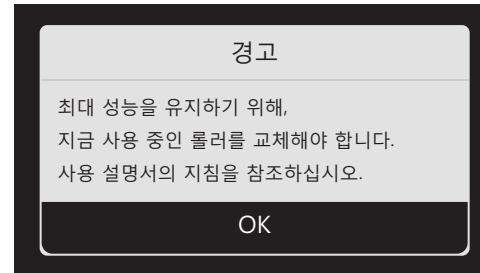 경고
최대 성능을 유지하기 위해,
지금 사용 중인 롤러를 교체해야 합니다.
사용 설명서의 지침을 참조하십시오.
OK